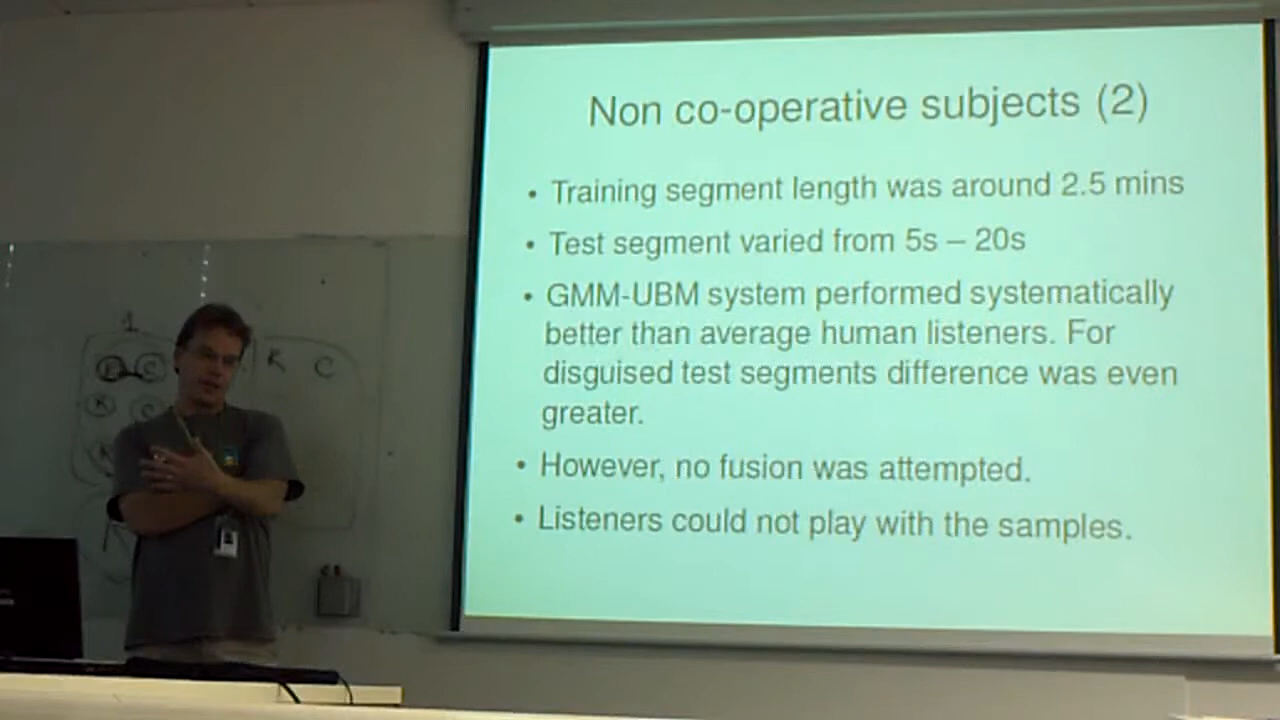 Non co-operative subjects (2)
• Training segment length was around 2.5 mins
• Test segment varied from 5s – 20s
• GMM-UBM system performed systematically
better than average human listeners. For
disguised test segments difference was even
greater.
• However, no fusion was attempted.
• Listeners could not play with the samples.
1
K C
K C
K